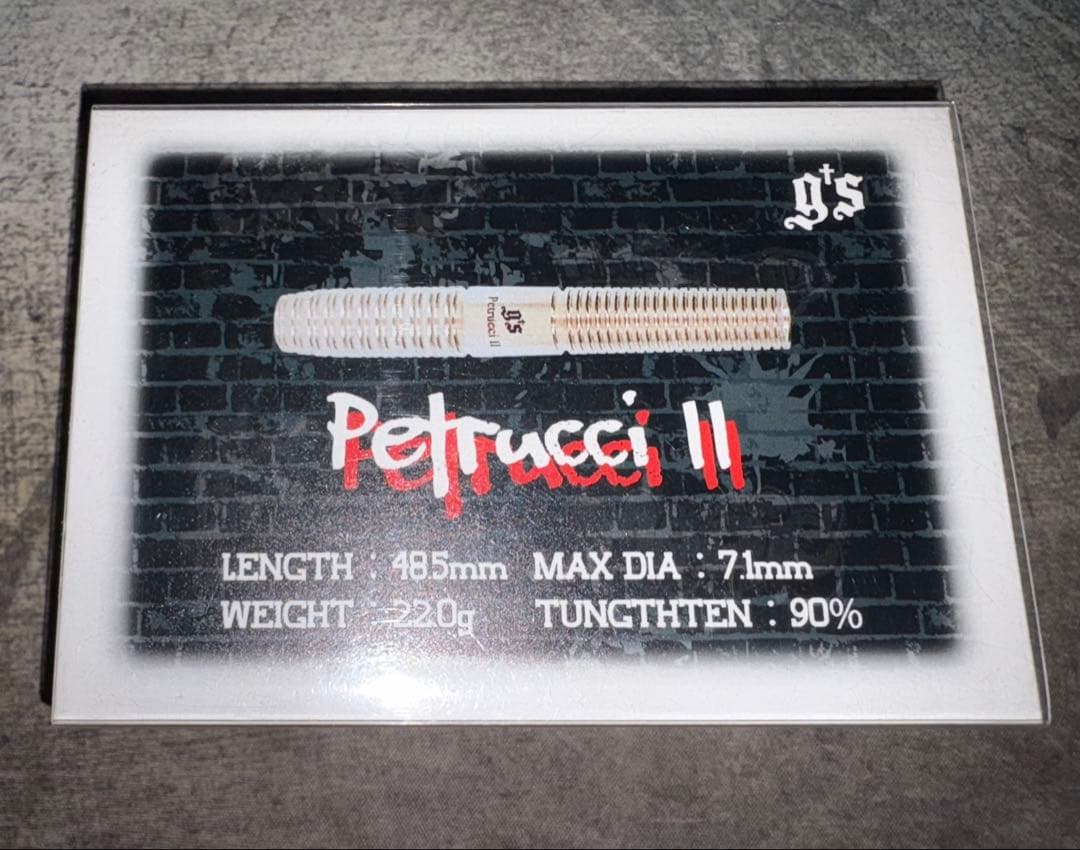 g's
Petrucci II
g's
Petrucci II
LENGTH : 48.5mm MAX DIA : 7.1mm
WEIGHT : 22.0g TUNGTHTEN : 90%